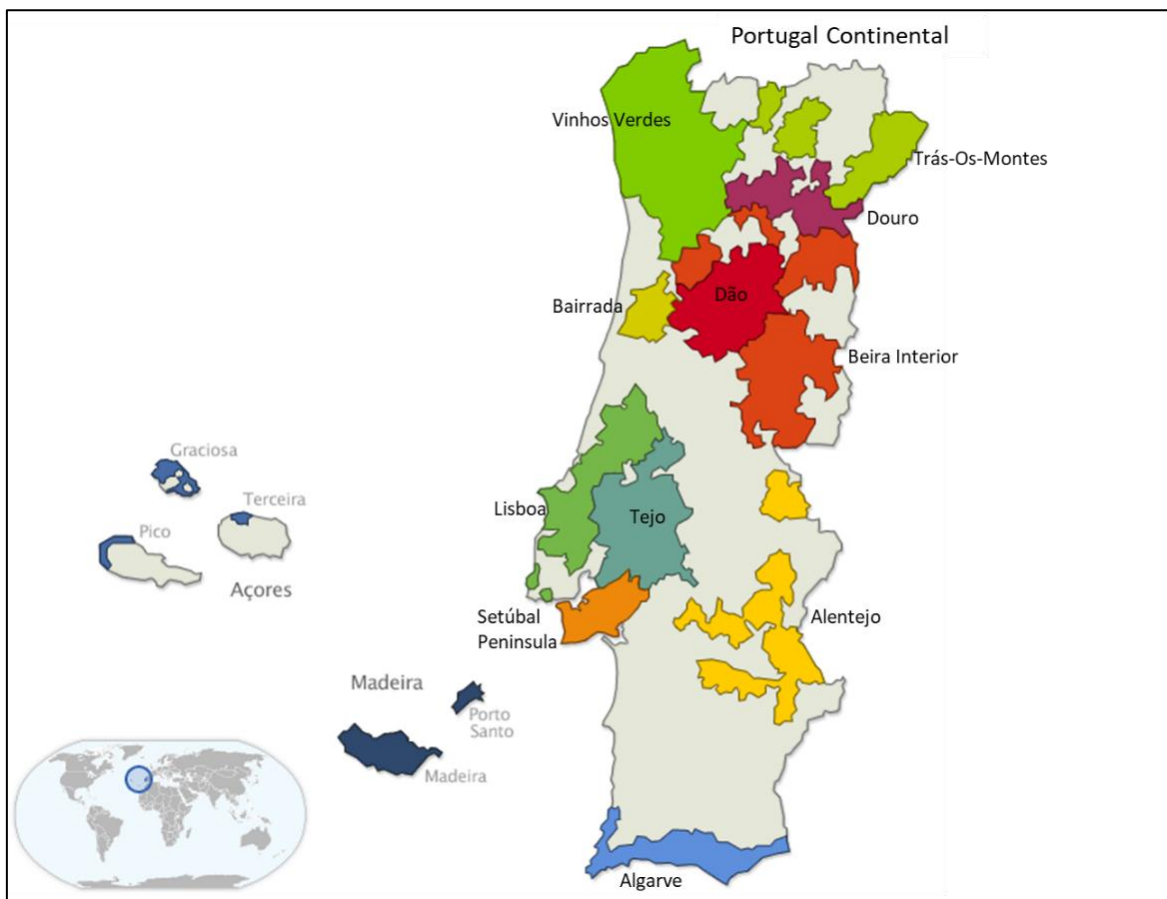 Portugal Continental
Vinhos Verdes
Trás-Os-Montes
Douro
Dão
Bairrada
Beira Interior
Graciosa
Terceira
Pico
Açores
Lisboa
Tejo
Setúbal
Peninsula
Alentejo
Madeira
Porto
Santo
Madeira
Algarve